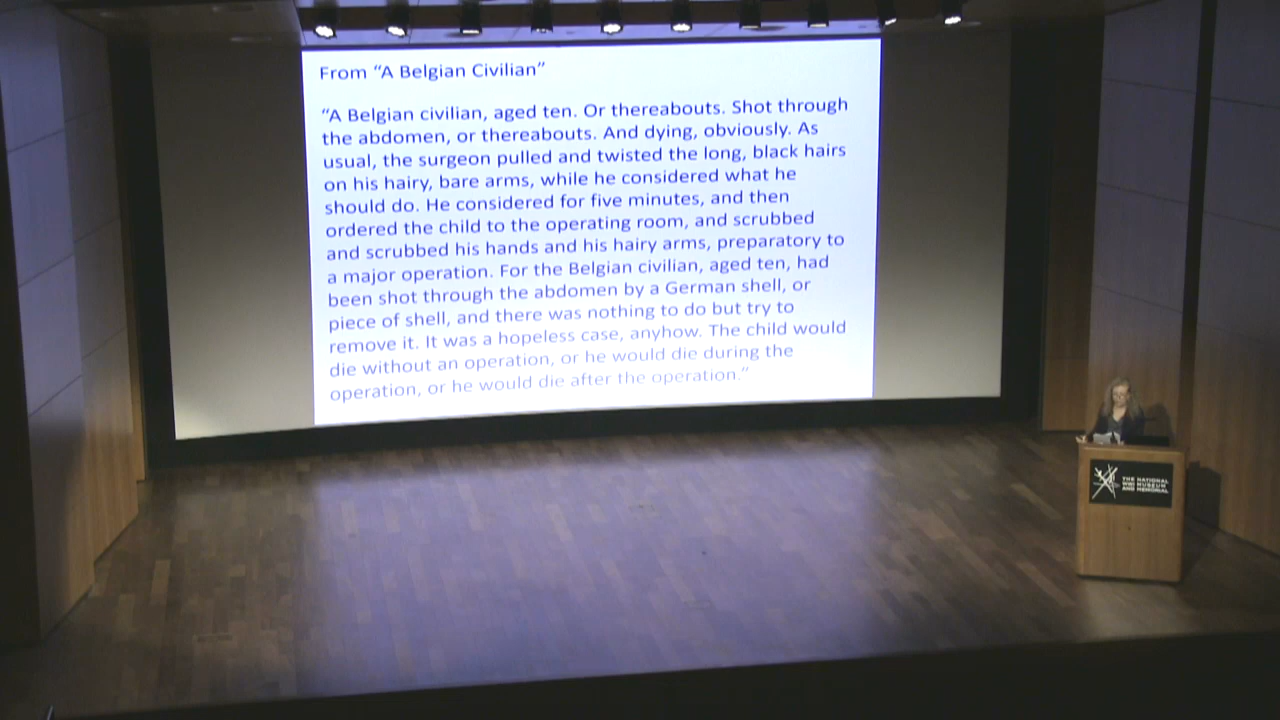 From “A Belgian Civilian”
“A Belgian civilian, aged ten. Or thereabouts. Shot through
the abdomen, or thereabouts. And dying, obviously. As
usual, the surgeon pulled and twisted the long, black hairs
on his hairy, bare arms, while he considered what he
should do. He considered for five minutes, and then
ordered the child to the operating room, and scrubbed
and scrubbed his hands and his hairy arms, preparatory to
a major operation. For the Belgian civilian, aged ten, had
been shot through the abdomen by a German shell, or
piece of shell, and there was nothing to do but try to
remove it. It was a hopeless case, anyhow. The child would
die without an operation, or he would die during the
operation, or he would die after the operation.”
THE NATIONAL
WWI MUSEUM
AND MEMORIAL